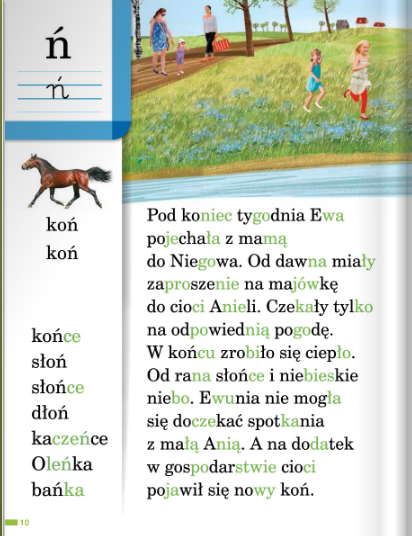 ń
ń
koń
koń
końce
słoń
słońce
dłoń
kaczeńce
Oleńka
bańka
Pod koniec tygodnia Ewa
pojechała z mamą
do Niegowa. Od dawna miały
zaproszenie na majówkę
do cioci Anieli. Czekały tylko
na odpowiednią pogodę.
W końcu zrobiło się ciepło.
Od rana słońce i niebieskie
niebo. Ewunia nie mogła
się doczekać spotkania
z małą Anią. A na dodatek
w gospodarstwie cioci
pojawił się nowy koń.
10